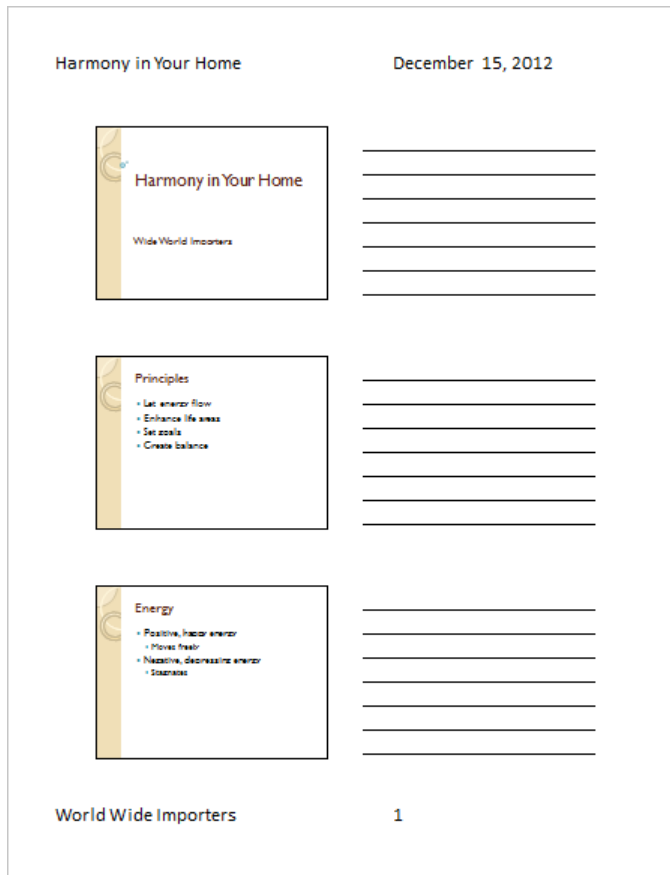 Harmony in Your Home December 15, 2012
Harmony in Your Home
Wide World Importers
Principles
• Let energy flow
• Enhance life areas
• Set goals
• Create balance
Energy
• Positive, happy energy
• Moves freely
• Negative, depressing energy
• Stagnates
World Wide Importers 1